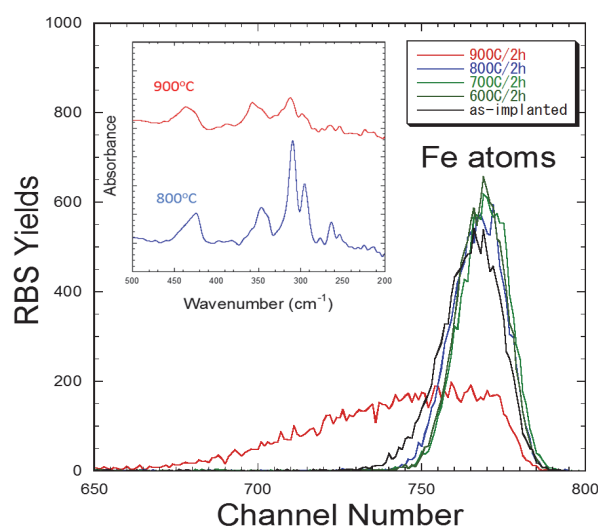 1000
800
600
400
200
0
RBS Yields
650
700
750
800
Channel Number
900C/2h
800C/2h
700C/2h
600C/2h
as-implanted
Fe atoms
900°C
800°C
Absorbance
500
450
400
350
300
250
200
Wavenumber (cm⁻¹)